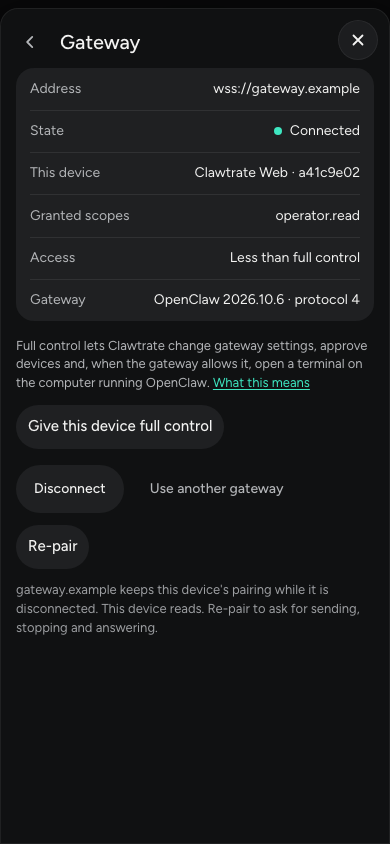 Gateway
Address wss://gateway.example
State Connected
This device Clawtrate Web · a41c9e02
Granted scopes operator.read
Access Less than full control
Gateway OpenClaw 2026.10.6 · protocol 4
Full control lets Clawtrate change gateway settings, approve
devices and, when the gateway allows it, open a terminal on
the computer running OpenClaw. What this means
Give this device full control
Disconnect Use another gateway
Re-pair
gateway.example keeps this device's pairing while it is
disconnected. This device reads. Re-pair to ask for sending,
stopping and answering.